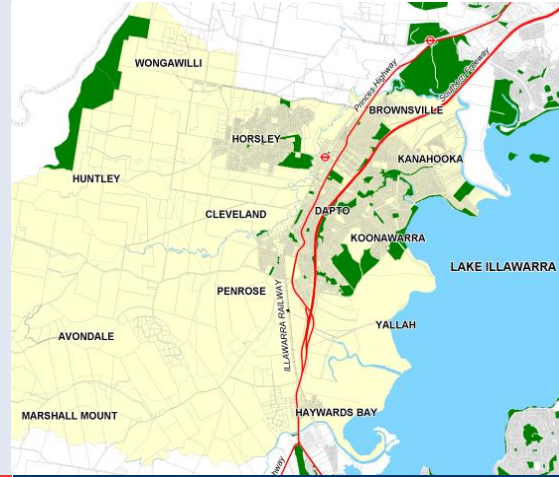 WONGAWILLI
Princes Highway
Southern Freeway
BROWNSVILLE
HORSLEY
KANAHOOKA
HUNTLEY
CLEVELAND
DAPTO
KOONAWARRA
LAKE ILLAWARRA
PENROSE
ILLAWARRA RAILWAY
YALLAH
AVONDALE
MARSHALL MOUNT
HAYWARDS BAY
hway